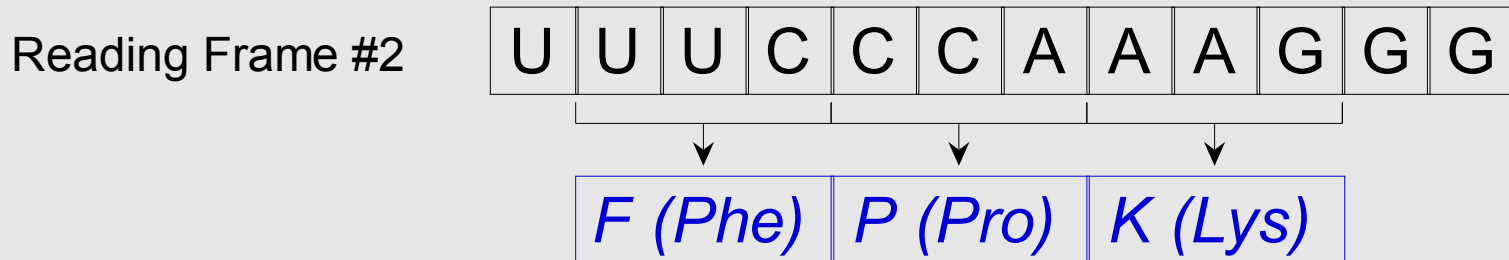 Reading Frame #2 U U U C C C A A A G G G
F (Phe) P (Pro) K (Lys)